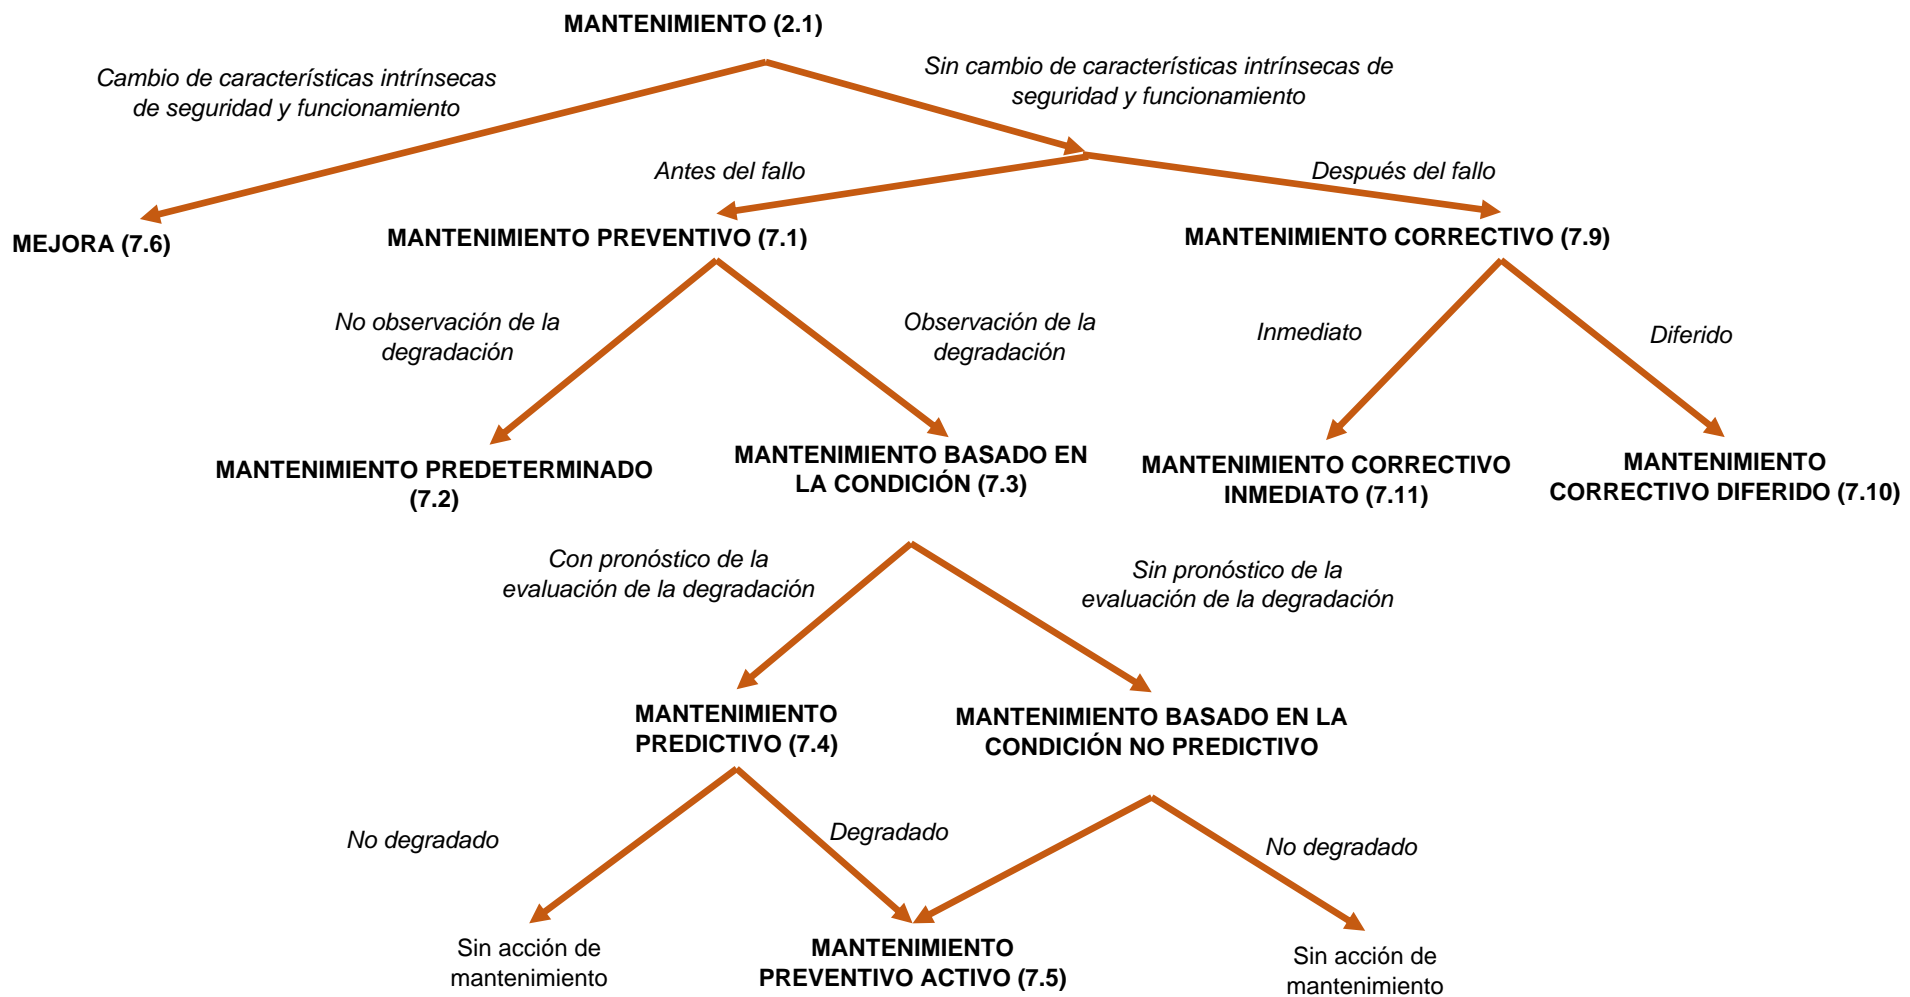 MANTENIMIENTO (2.1)
Cambio de características intrínsecas
de seguridad y funcionamiento
Sin cambio de características intrínsecas de
seguridad y funcionamiento
Antes del fallo
Después del fallo
MEJORA (7.6)
MANTENIMIENTO PREVENTIVO (7.1)
MANTENIMIENTO CORRECTIVO (7.9)
No observación de la
degradación
Observación de la
degradación
Inmediato
Diferido
MANTENIMIENTO PREDETERMINADO
(7.2)
MANTENIMIENTO BASADO EN
LA CONDICIÓN (7.3)
MANTENIMIENTO CORRECTIVO
INMEDIATO (7.11)
MANTENIMIENTO
CORRECTIVO DIFERIDO (7.10)
Con pronóstico de la
evaluación de la degradación
Sin pronóstico de la
evaluación de la degradación
MANTENIMIENTO
PREDICTIVO (7.4)
MANTENIMIENTO BASADO EN LA
CONDICIÓN NO PREDICTIVO
No degradado
Degradado
No degradado
Sin acción de
mantenimiento
MANTENIMIENTO
PREVENTIVO ACTIVO (7.5)
Sin acción de
mantenimiento